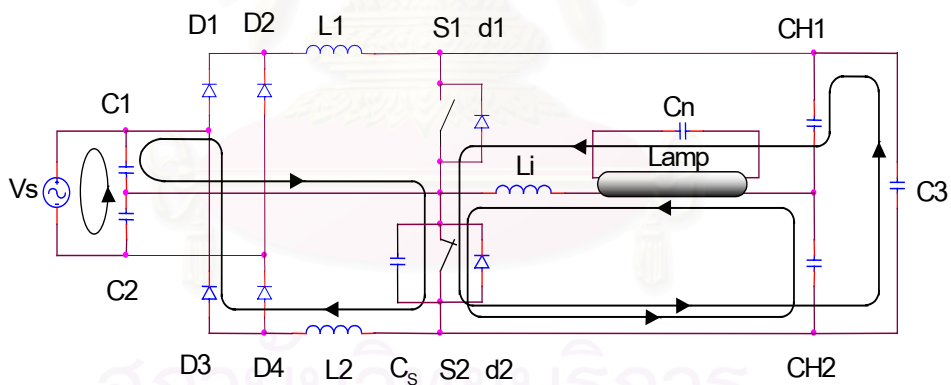 D1 D2 L1 S1 d1 CH1
C1 Cn
Vs Li Lamp C3
C2
D3 D4 L2 Cs S2 d2 CH2